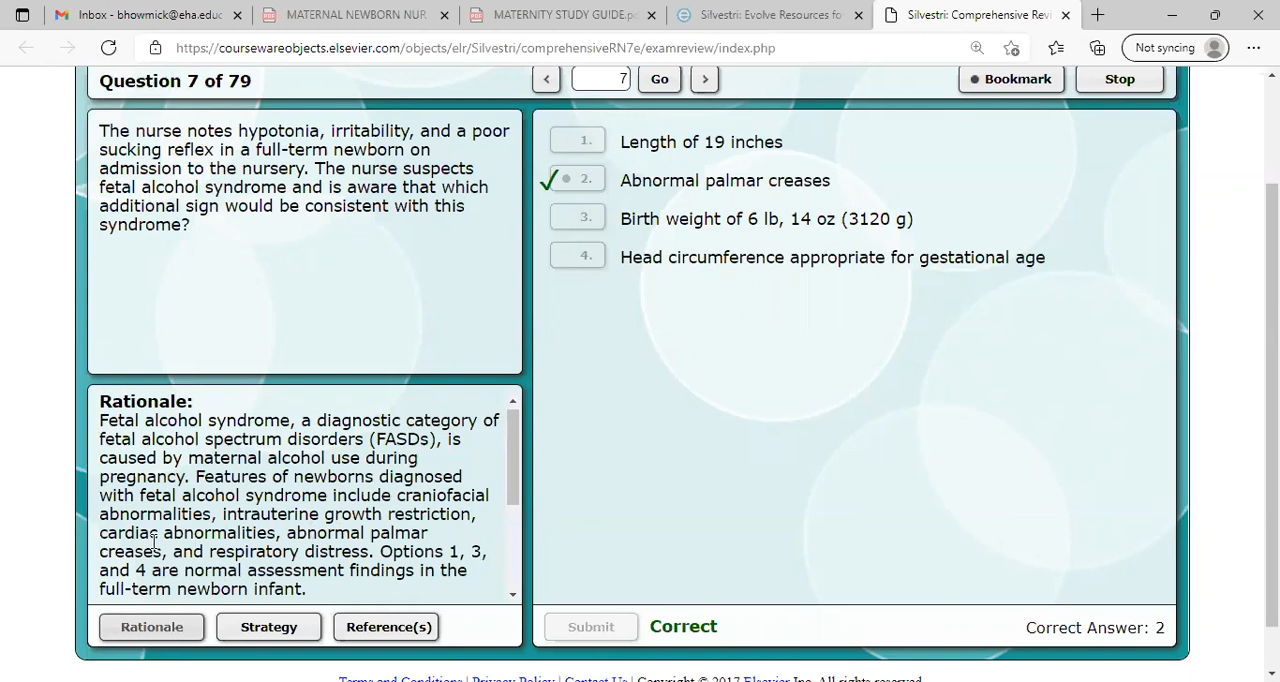 Inbox - bhowmick@eha.educ
MATERNAL NEWBORN NUR
MATERNITY STUDY GUIDE.pd
Silvestri: Evolve Resources fo
Silvestri: Comprehensive Rev
https://coursewareobjects.elsevier.com/objects/elr/Silvestri/comprehensiveRN7e/examreview/index.php
Not syncing
Question 7 of 79
7
Go
Bookmark
Stop
The nurse notes hypotonia, irritability, and a poor
sucking reflex in a full-term newborn on
admission to the nursery. The nurse suspects
fetal alcohol syndrome and is aware that which
additional sign would be consistent with this
syndrome?
1. Length of 19 inches
2. Abnormal palmar creases
3. Birth weight of 6 lb, 14 oz (3120 g)
4. Head circumference appropriate for gestational age
Rationale:
Fetal alcohol syndrome, a diagnostic category of
fetal alcohol spectrum disorders (FASDs), is
caused by maternal alcohol use during
pregnancy. Features of newborns diagnosed
with fetal alcohol syndrome include craniofacial
abnormalities, intrauterine growth restriction,
cardiac abnormalities, abnormal palmar
creases, and respiratory distress. Options 1, 3,
and 4 are normal assessment findings in the
full-term newborn infant.
Rationale
Strategy
Reference(s)
Submit
Correct
Correct Answer: 2
Terms and Conditions | Privacy Policy | Contact Us | Copyright © 2017 Elsevier Inc. All rights reserved.